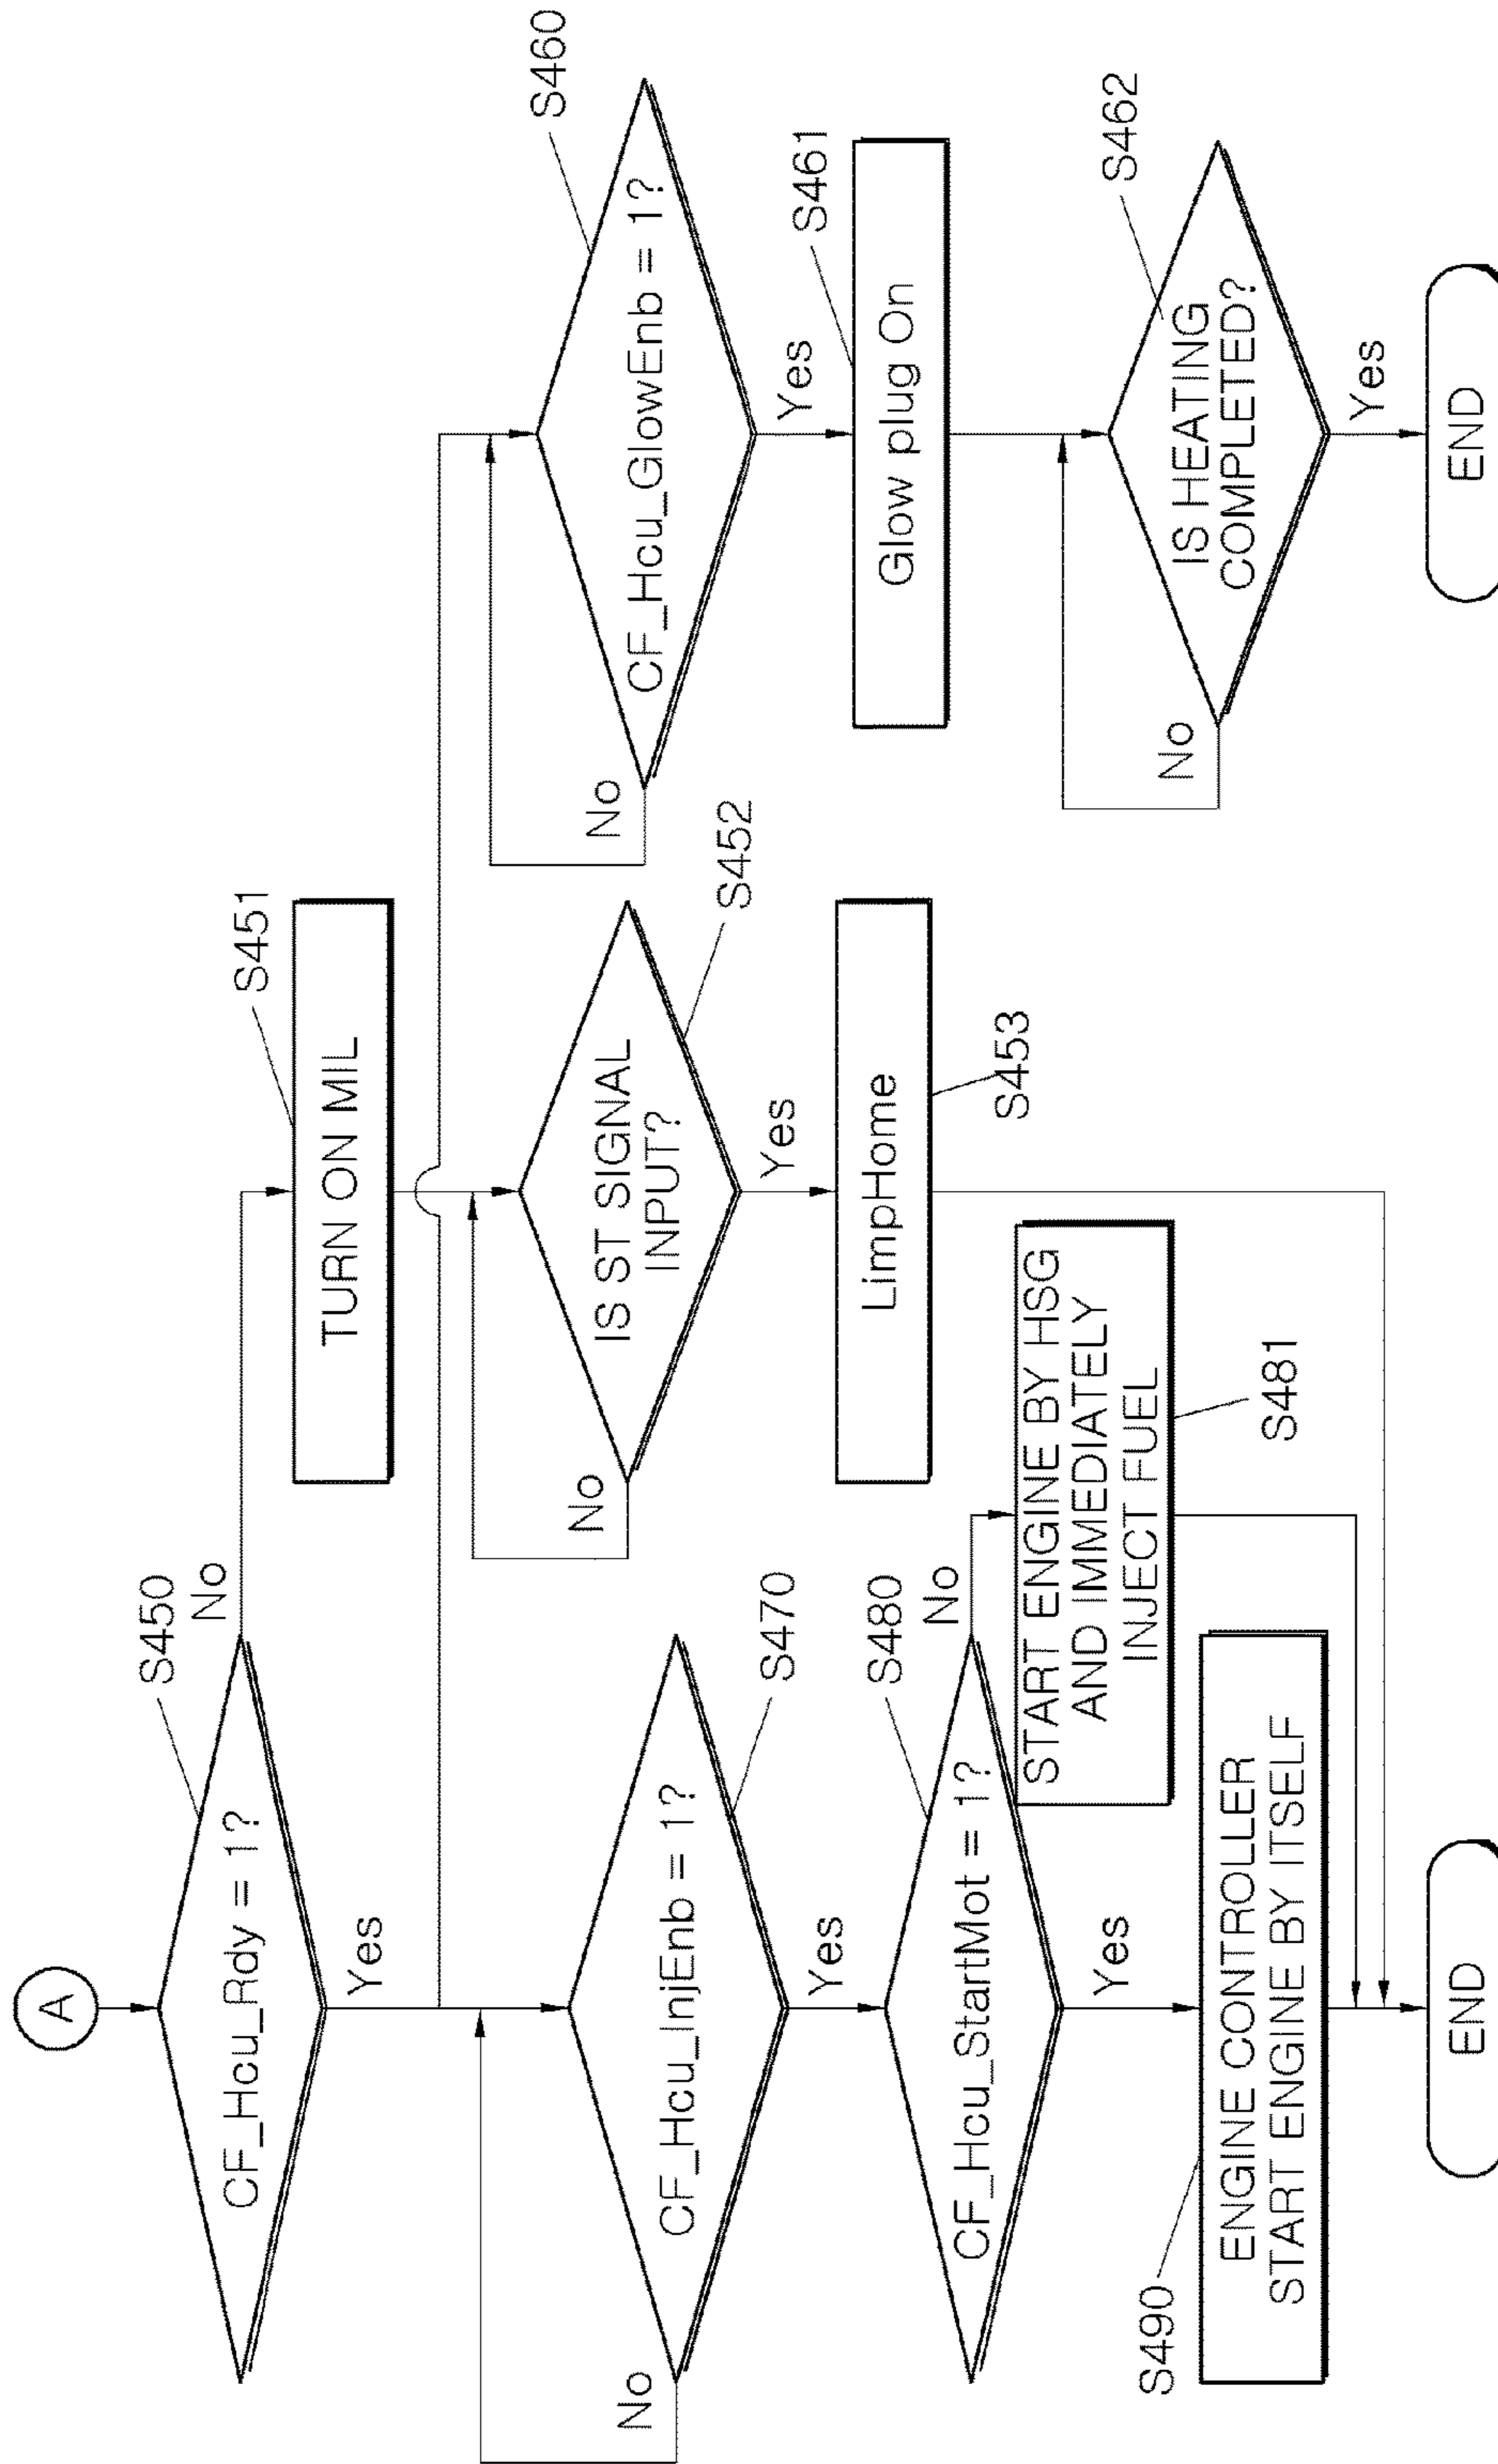 A
CF_Hcu_Rdy = 1?
S450
No
Yes
TURN ON MIL
S451
IS ST SIGNAL
INPUT?
S452
No
Yes
LimpHome
S453
CF_Hcu_GlowEnb = 1?
S460
No
Yes
Glow plug On
S461
IS HEATING
COMPLETED?
S462
No
Yes
END
CF_Hcu_InjEnb = 1?
S470
No
Yes
CF_Hcu_StartMot = 1?
S480
No
Yes
START ENGINE BY HSG
AND IMMEDIATELY
INJECT FUEL
S481
ENGINE CONTROLLER
START ENGINE BY ITSELF
S490
END